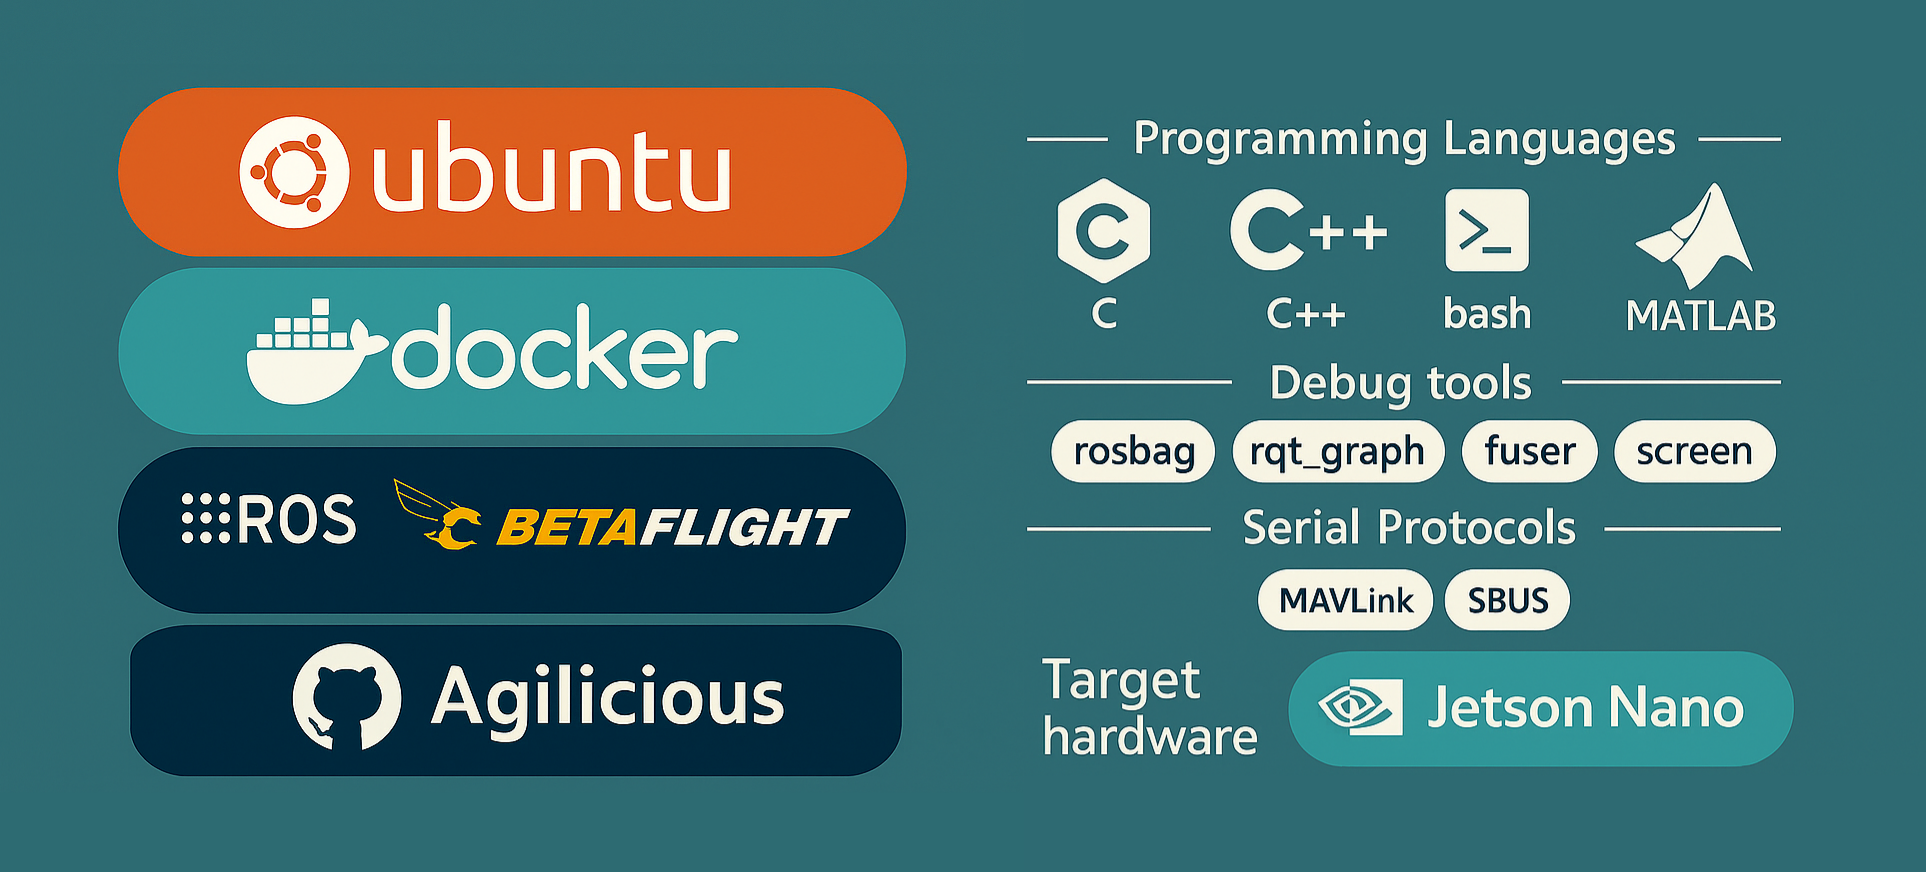 ubuntu
docker
ROS BETAFLIGHT
Agilicious
Programming Languages
C C++ >_
C C++ bash MATLAB
Debug tools
rosbag rqt_graph fuser screen
Serial Protocols
MAVLink SBUS
Target
hardware
Jetson Nano